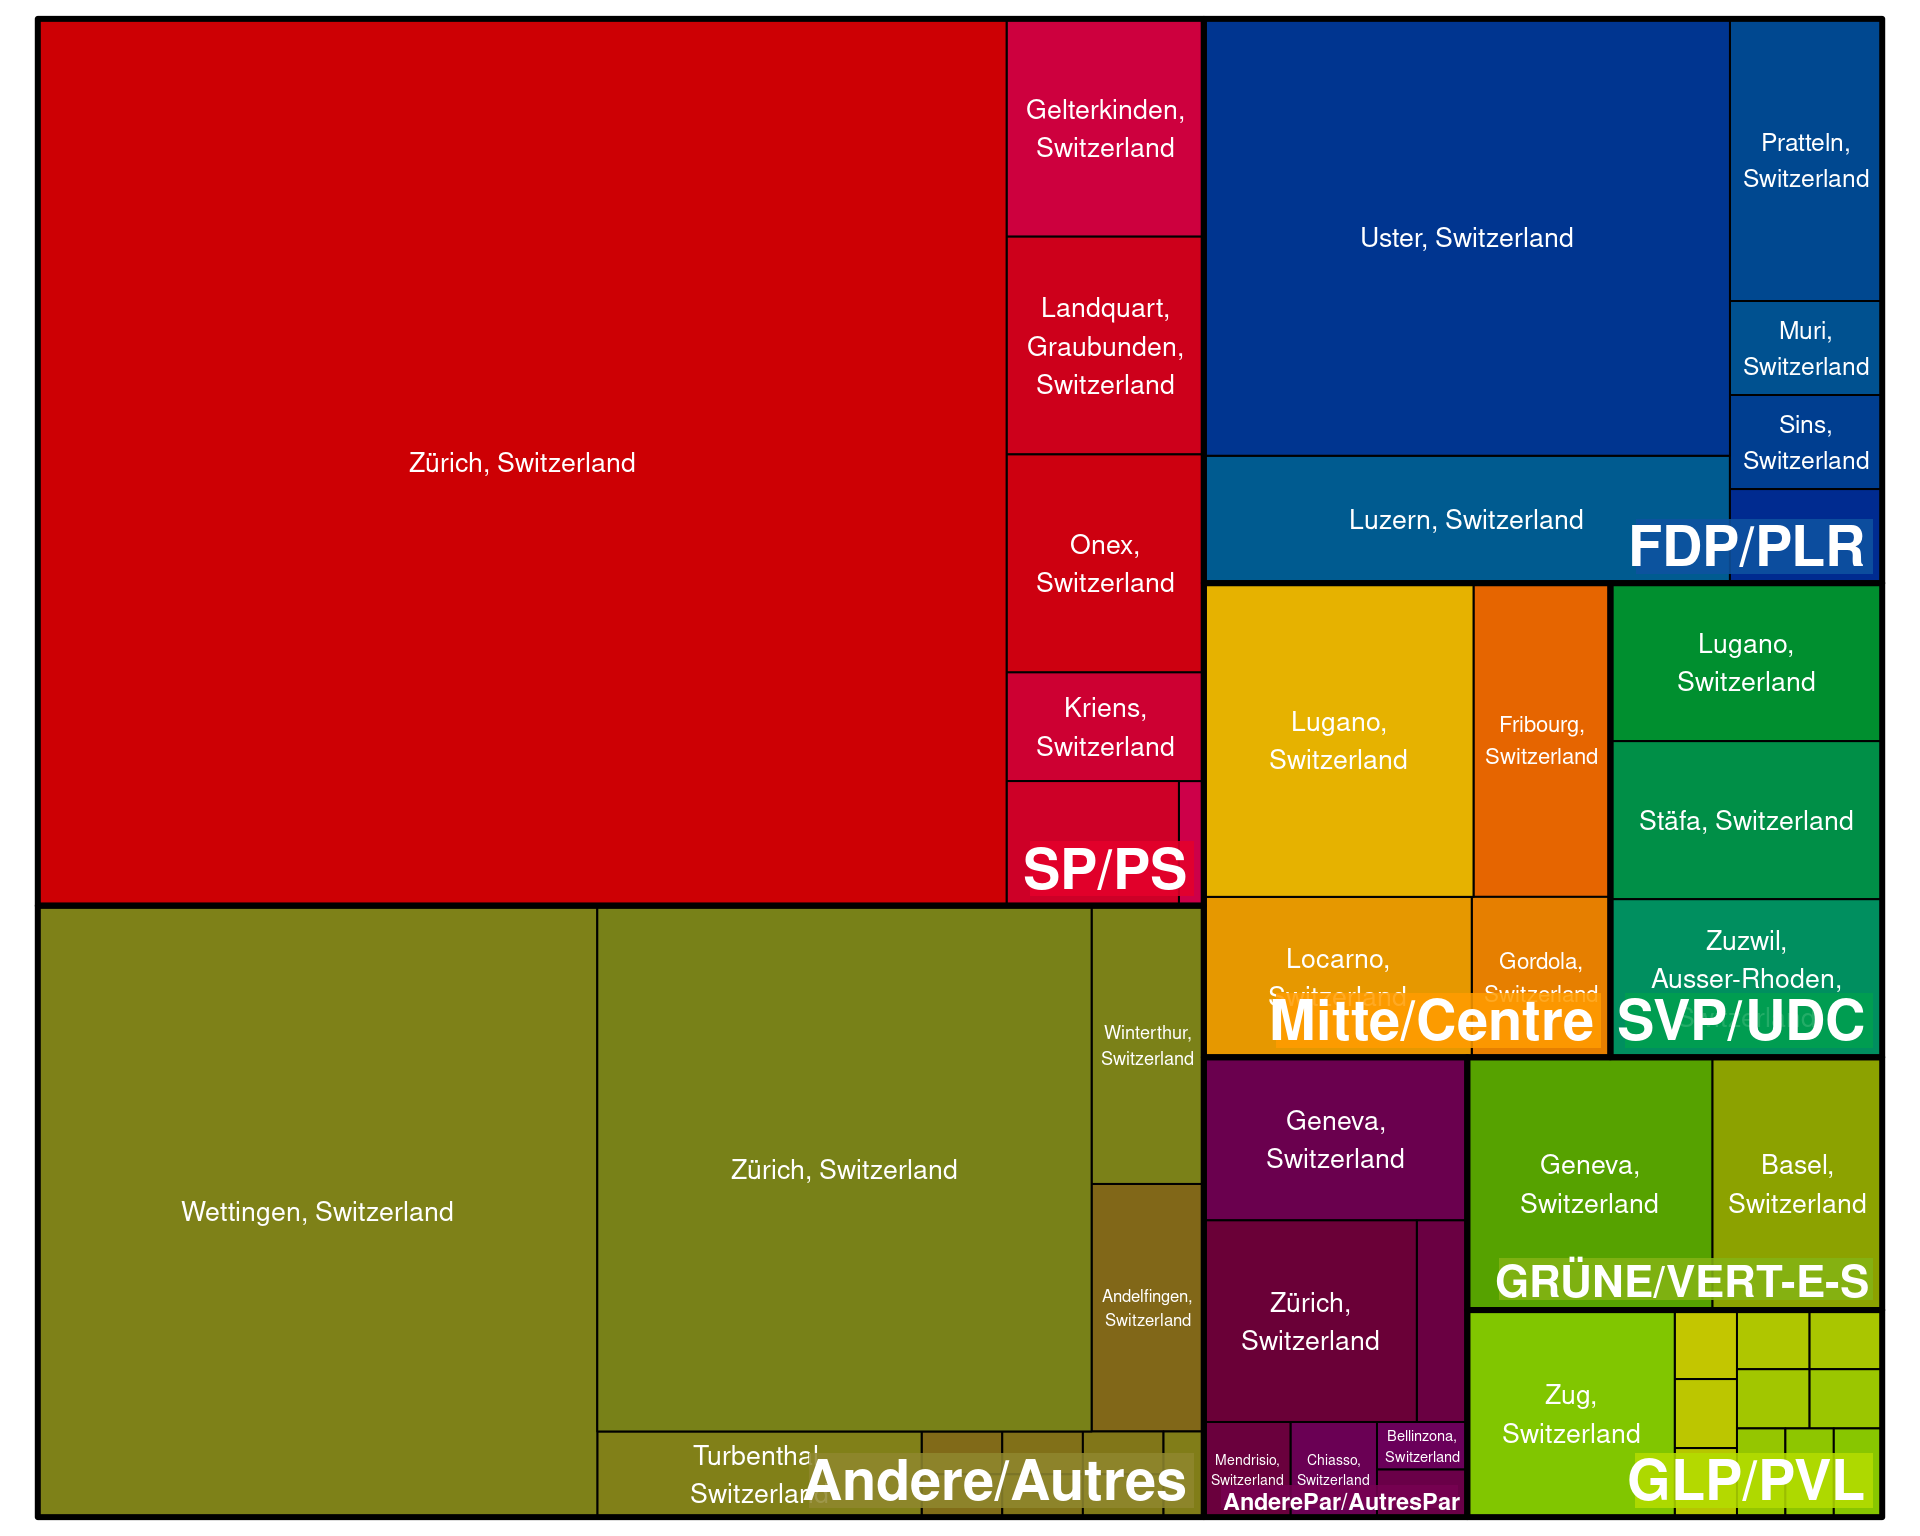 Zürich, Switzerland
Gelterkinden,
Switzerland
Landquart,
Graubunden,
Switzerland
Onex,
Switzerland
Kriens,
Switzerland
SP/PS
Wettingen, Switzerland
Zürich, Switzerland
Winterthur,
Switzerland
Andelfingen,
Switzerland
Turbenthal
Switzerland
Andere/Autres
Uster, Switzerland
Pratteln,
Switzerland
Muri,
Switzerland
Sins,
Switzerland
Luzern, Switzerland
FDP/PLR
Lugano,
Switzerland
Fribourg,
Switzerland
Locarno,
Switzerland
Gordola,
Switzerland
Mitte/Centre
Lugano,
Switzerland
Stäfa, Switzerland
Zuzwil,
Ausser-Rhoden,
Switzerland
SVP/UDC
Geneva,
Switzerland
Zürich,
Switzerland
Mendrisio,
Switzerland
Chiasso,
Switzerland
Bellinzona,
Switzerland
AnderePar/AutresPar
Geneva,
Switzerland
Basel,
Switzerland
GRÜNE/VERT-E-S
Zug,
Switzerland
GLP/PVL